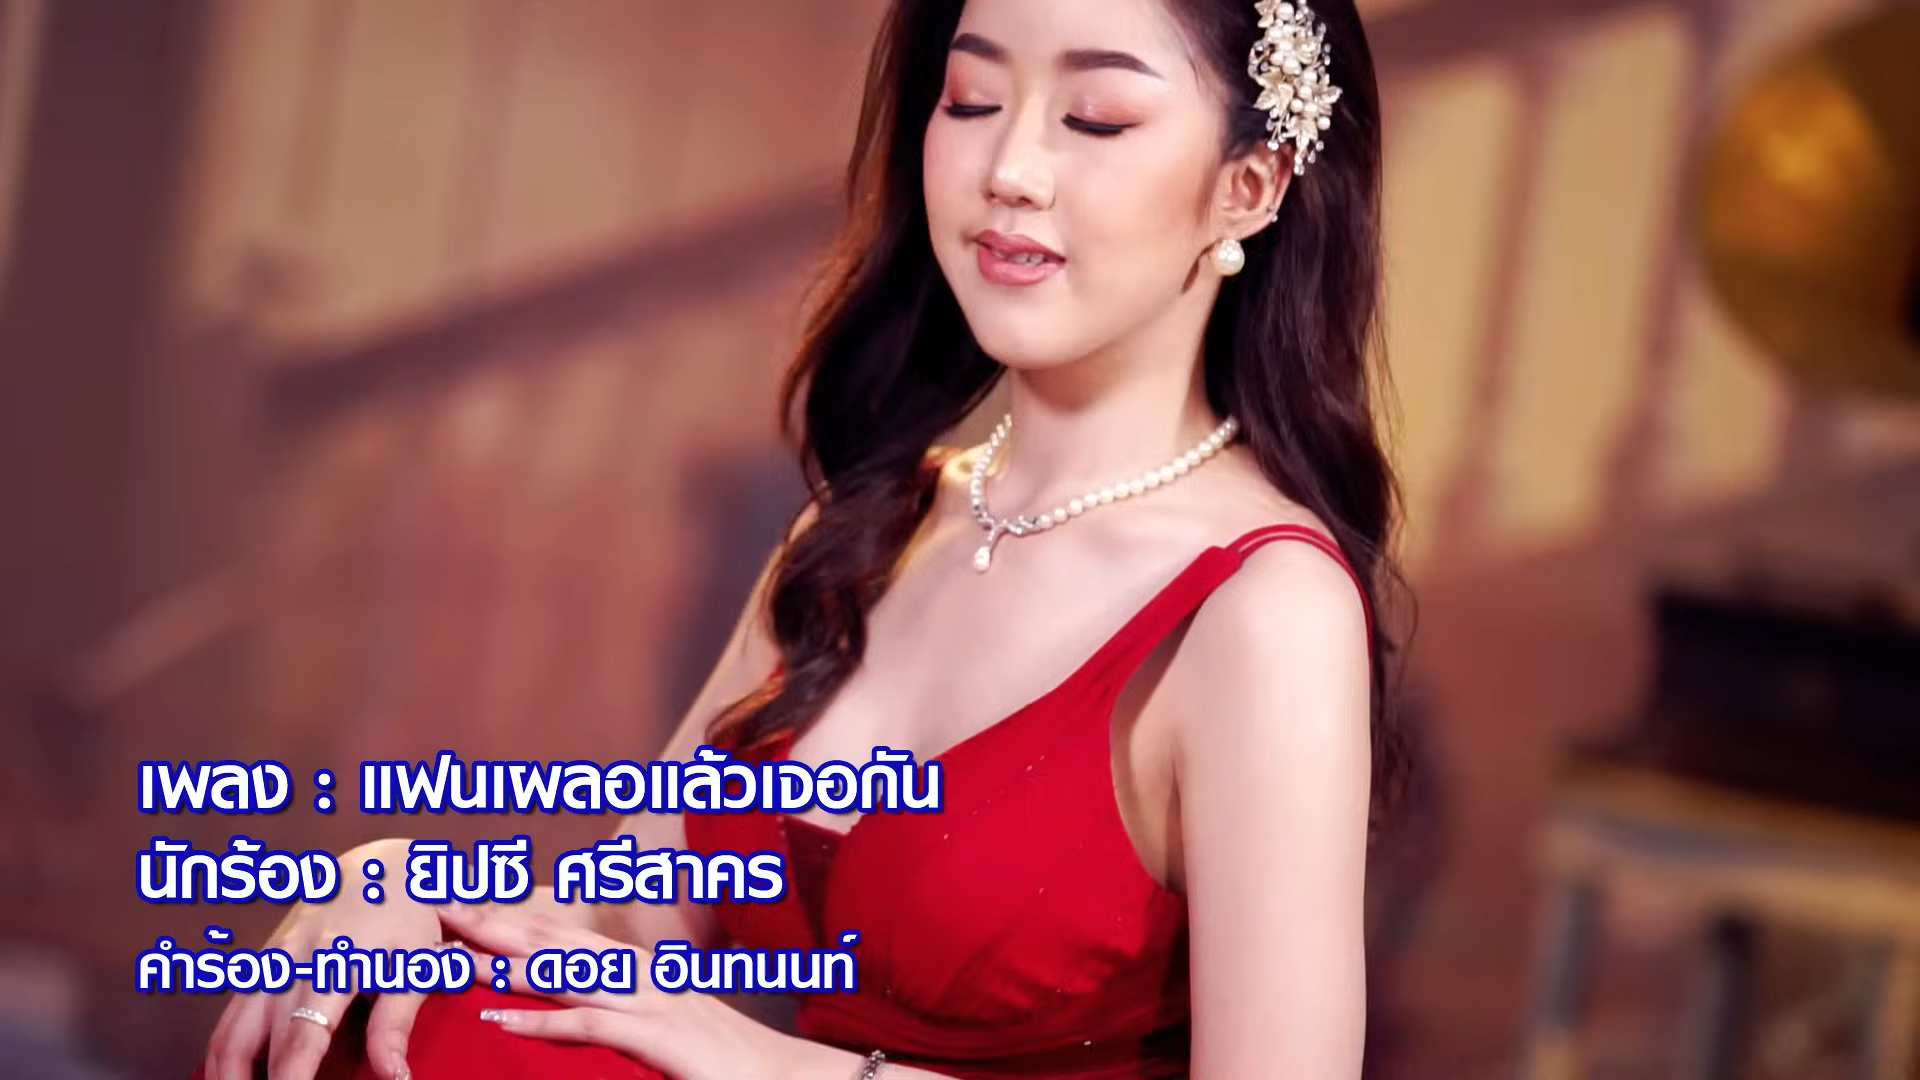 เพลง : แฟนเผลอแล้วเจอกัน
นักร้อง : ยิปซี ศรีสาคร
คำร้อง-ทำนอง : ดอย อินทนนท์